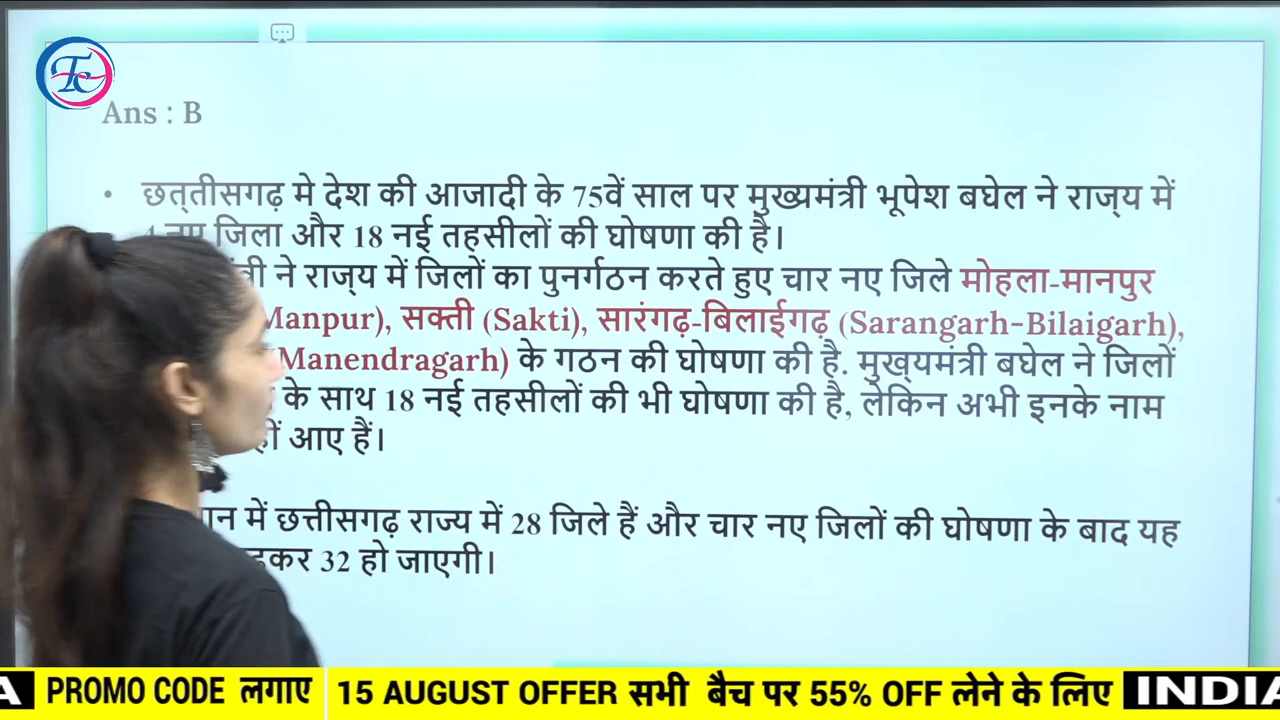 Tc
Ans : B
• छत्तीसगढ़ मे देश की आजादी के 75वें साल पर मुख्यमंत्री भूपेश बघेल ने राज्य में
जिला और 18 नई तहसीलों की घोषणा की है।
ने राज्य में जिलों का पुनर्गठन करते हुए चार नए जिले मोहला-मानपुर
Manpur), सक्ती (Sakti), सारंगढ़-बिलाईगढ़ (Sarangarh-Bilaigarh),
Manendragarh) के गठन की घोषणा की है. मुख्यमंत्री बघेल ने जिलों
के साथ 18 नई तहसीलों की भी घोषणा की है, लेकिन अभी इनके नाम
आए हैं।
में छत्तीसगढ़ राज्य में 28 जिले हैं और चार नए जिलों की घोषणा के बाद यह
32 हो जाएगी।
A PROMO CODE लगाए 15 AUGUST OFFER सभी बैच पर 55% OFF लेने के लिए INDIA